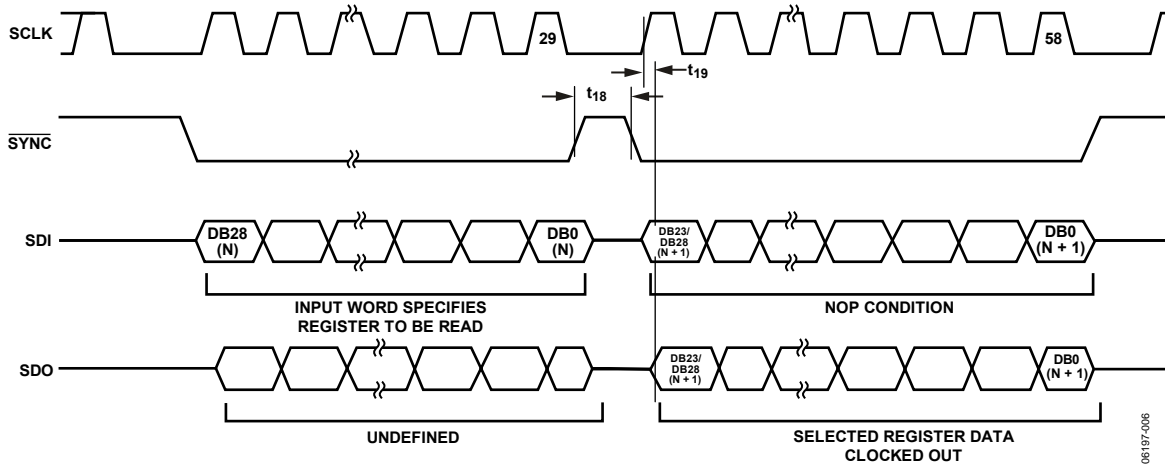 SCLK
29
58
t19
t18
SYNC
SDI
DB28
(N)
DB0
(N)
DB23/
DB28
(N + 1)
DB0
(N + 1)
INPUT WORD SPECIFIES
REGISTER TO BE READ
NOP CONDITION
SDO
DB23/
DB28
(N + 1)
DB0
(N + 1)
UNDEFINED
SELECTED REGISTER DATA
CLOCKED OUT
06197-006